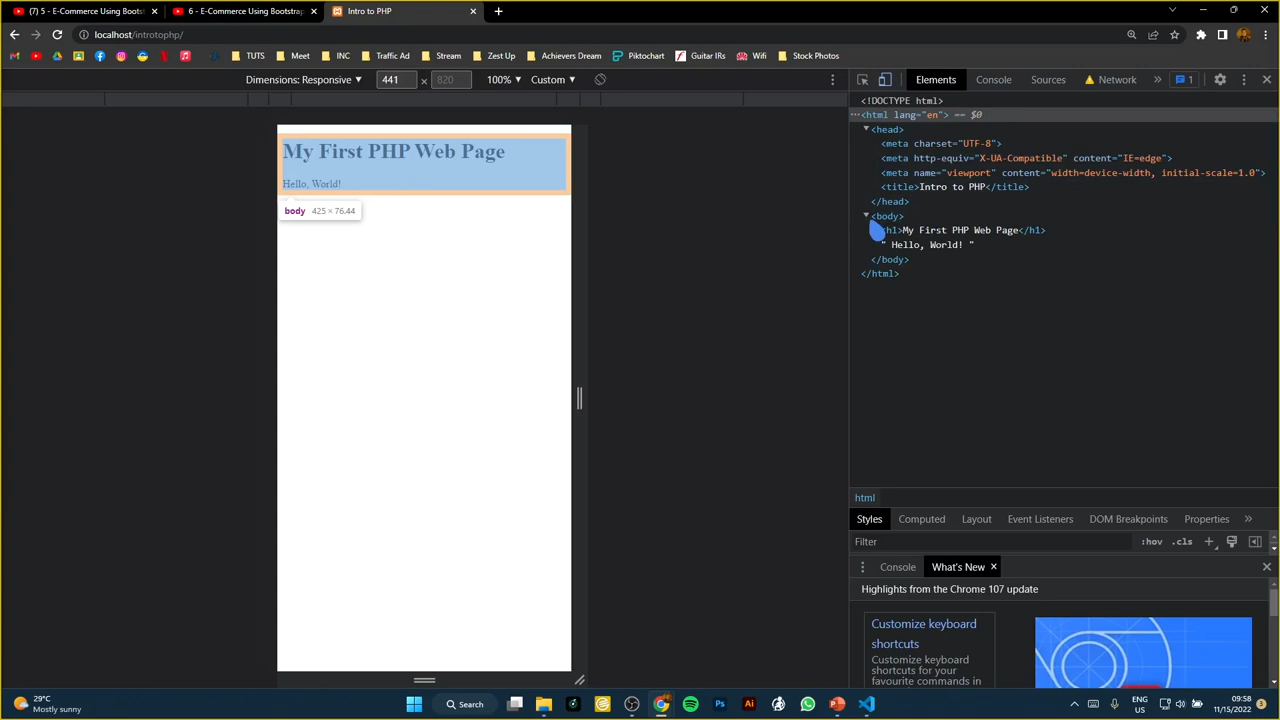 (7) 5 - E-Commerce Using Bootst
6 - E-Commerce Using Bootstrap
Intro to PHP
localhost/introtophp/
TUTS
Meet
INC
Traffic Ad
Stream
Zest Up
Achievers Dream
Piktochart
Guitar IRs
Wifi
Stock Photos
Dimensions: Responsive ▼ 441 × 820 100% ▼ Custom ▼
Elements Console Sources Network » 1
<!DOCTYPE html>
···<html lang="en"> == $0
<head>
<meta charset="UTF-8">
<meta http-equiv="X-UA-Compatible" content="IE=edge">
<meta name="viewport" content="width=device-width, initial-scale=1.0">
<title>Intro to PHP</title>
</head>
<body>
h1>My First PHP Web Page</h1>
" Hello, World! "
</body>
</html>
My First PHP Web Page
Hello, World!
body 425 × 76.44
html
Styles Computed Layout Event Listeners DOM Breakpoints Properties »
Filter :hov .cls +
Console What's New ×
Highlights from the Chrome 107 update
Customize keyboard
shortcuts
Customize keyboard
shortcuts for your
favourite commands in
29°C
Mostly sunny
Search
Ps
Ai
ENG
US
09:58
11/15/2022
3